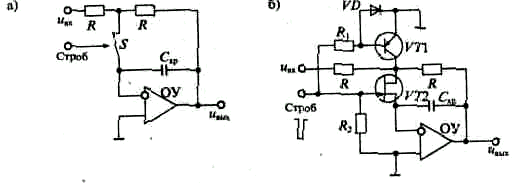 а) R R
uвх
S
Строб
Cхр
ОУ
uвых
б) VD
R1
VT1
uвх R R
VT2 Cхр
Строб
R2
ОУ
uвых